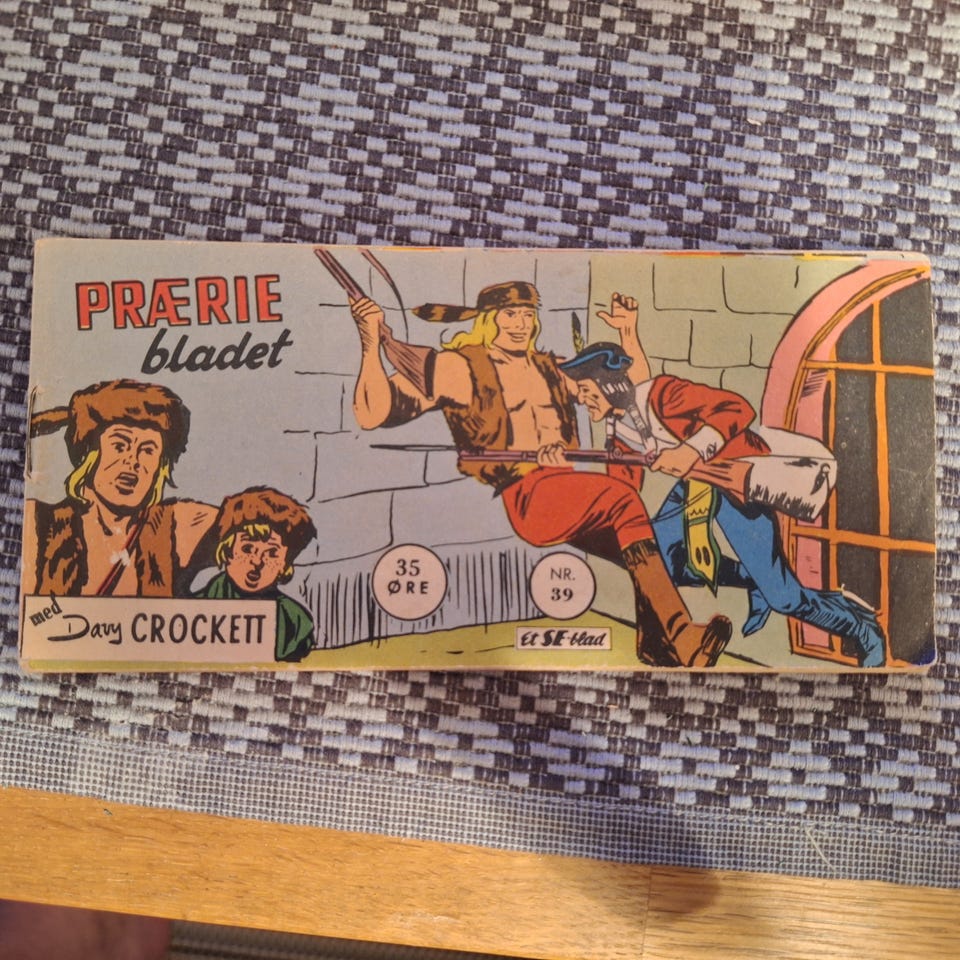 PRÆRIE
bladet
med
Davy CROCKETT
35
ØRE
NR.
39
Et SE-blad